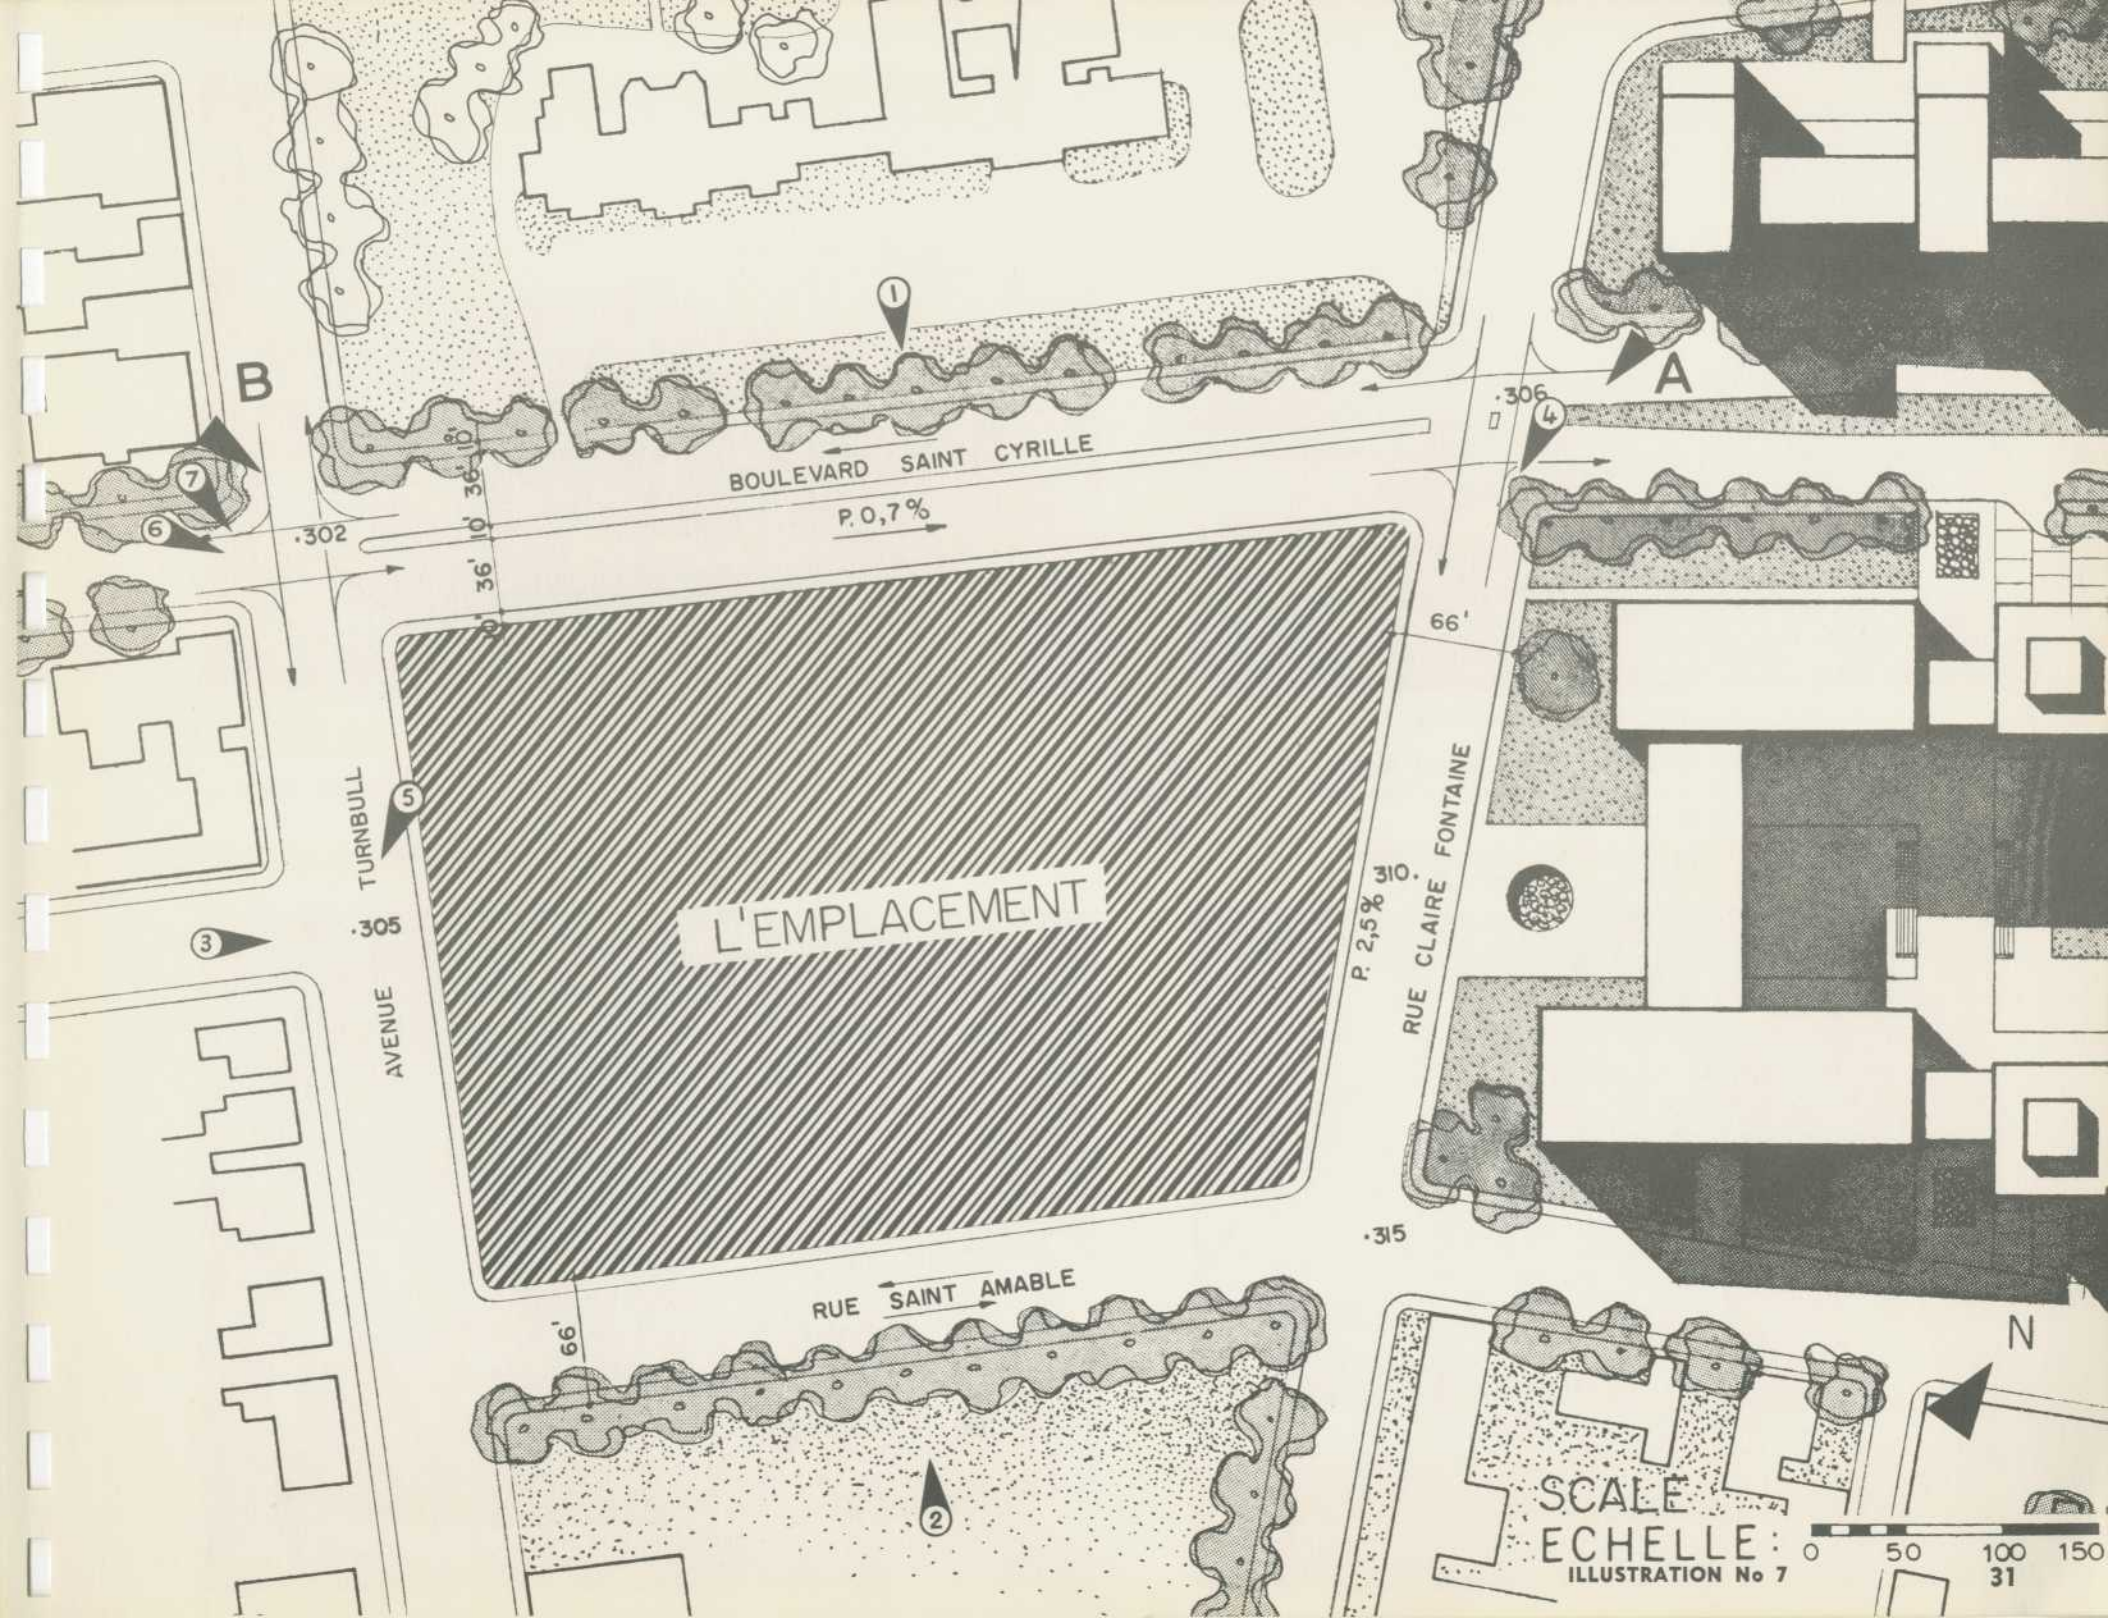 1
B
A
.306
4
36' 10'
BOULEVARD SAINT CYRILLE
7
P. 0,7%
6
.302
10'
36'
66'
5
TURNBULL
AVENUE
RUE CLAIRE FONTAINE
310.
P. 2,5%
L'EMPLACEMENT
.305
3
.315
RUE SAINT AMABLE
66'
N
2
SCALE
ECHELLE:
0 50 100 150
ILLUSTRATION No 7
31